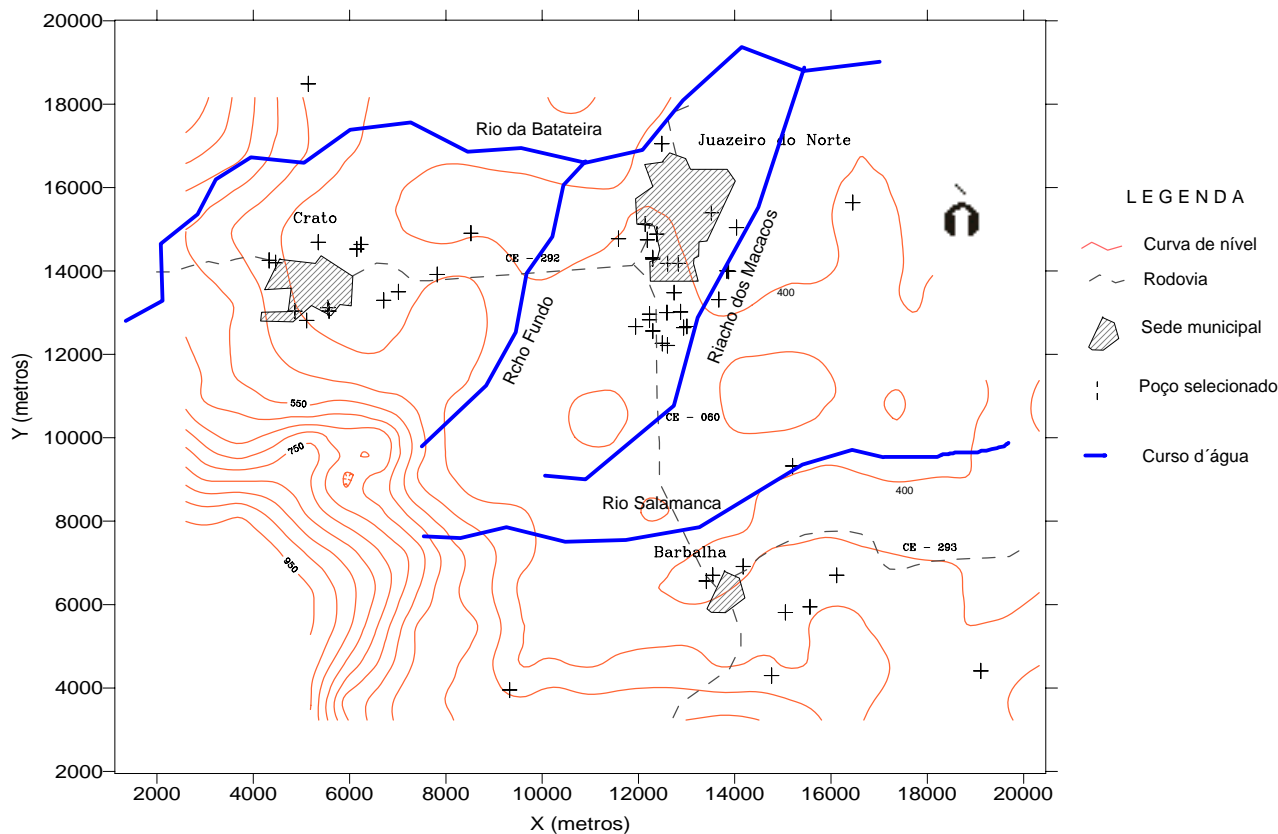 20000
18000
16000
14000
12000
10000
8000
6000
4000
2000
Y (metros)
2000 4000 6000 8000 10000 12000 14000 16000 18000 20000
X (metros)
Rio da Batateira
Juazeiro do Norte
Crato
CE - 292
Rcho Fundo
Riacho dos Macacos
400
550
750
950
CE - 060
Rio Salamanca
400
Barbalha
CE - 293
ù
LEGENDA
Curva de nível
Rodovia
Sede municipal
Poço selecionado
Curso d´água